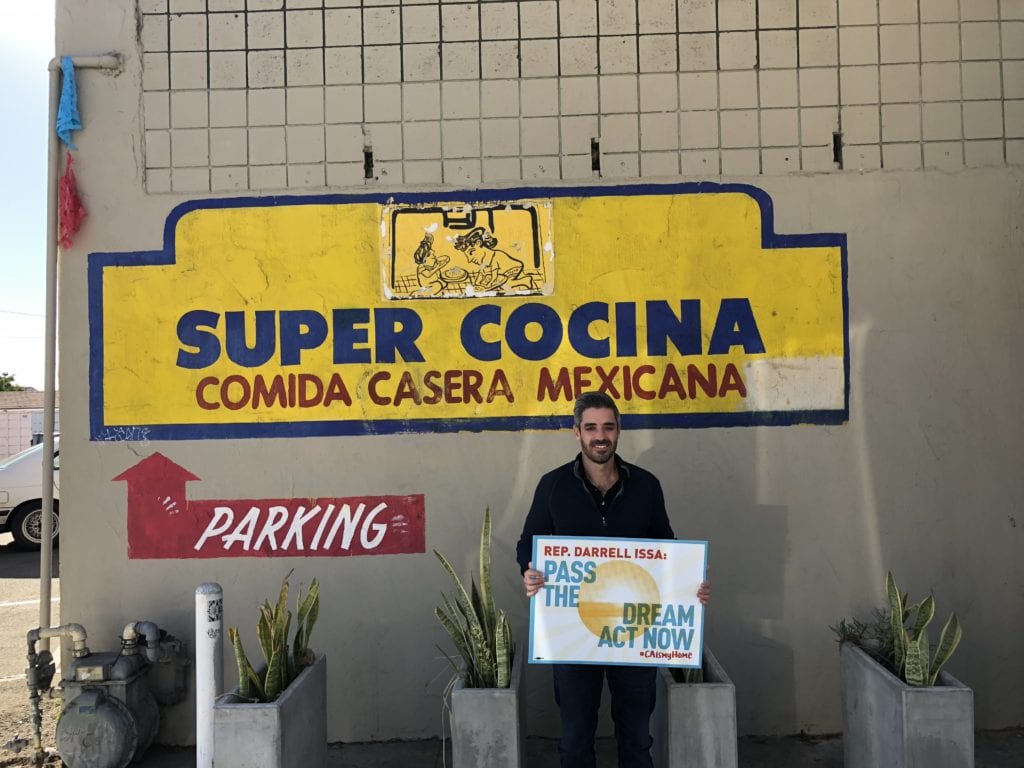 SUPER COCINA
COMIDA CASERA MEXICANA
PARKING
REP. DARRELL ISSA:
PASS
THE
DREAM
ACT NOW
#CAismyHome